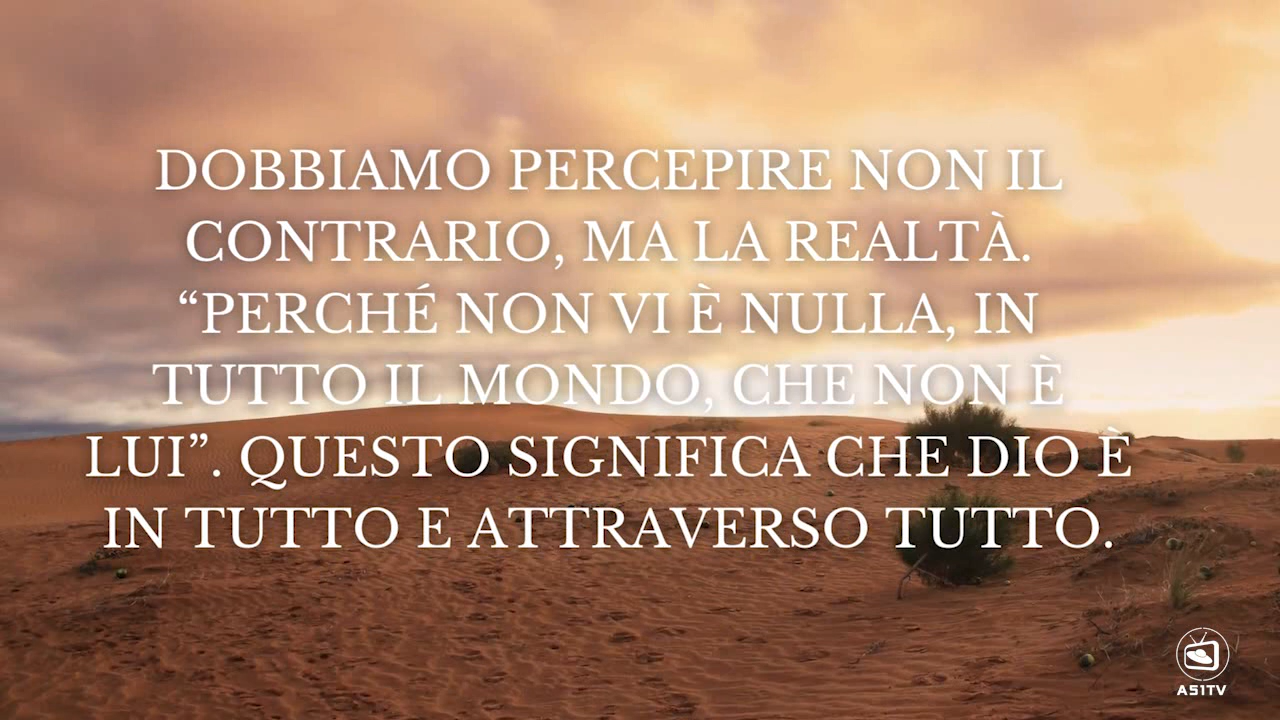 DOBBIAMO PERCEPIRE NON IL
CONTRARIO, MA LA REALTÀ.
“PERCHÉ NON VI È NULLA, IN
TUTTO IL MONDO, CHE NON È
LUI”. QUESTO SIGNIFICA CHE DIO È
IN TUTTO E ATTRAVERSO TUTTO.
A51TV